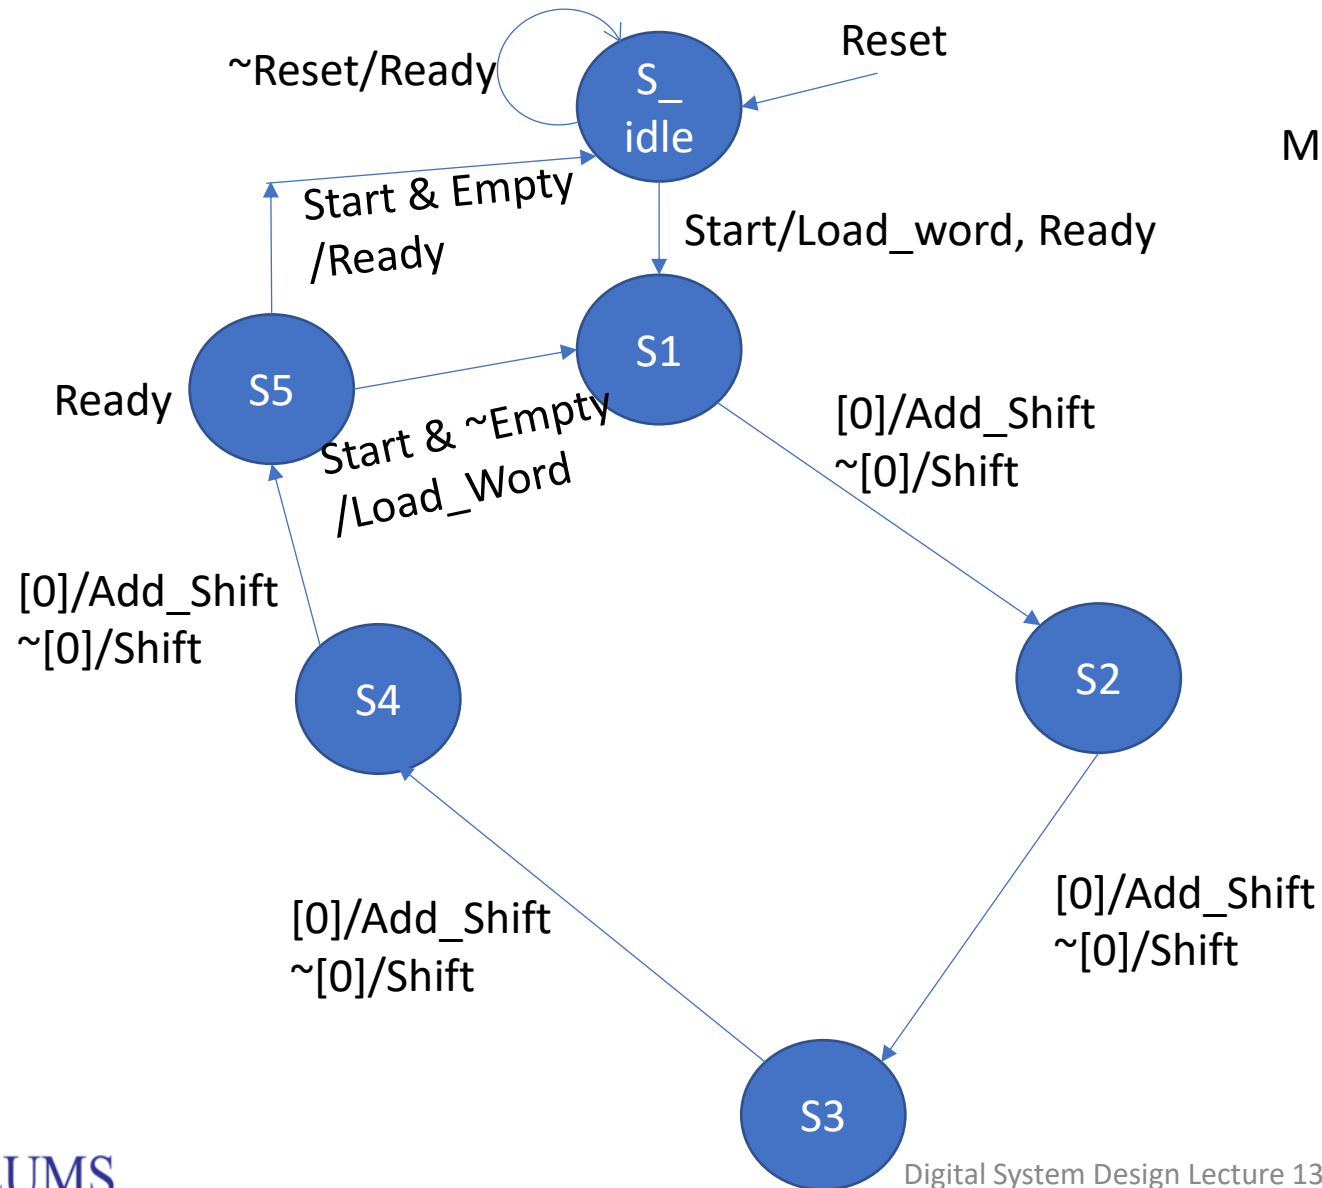 Reset
~Reset/Ready
S_
idle
M
Start & Empty
/Ready
Start/Load_word, Ready
S1
S5
Ready
Start & ~Empty
/Load_Word
[0]/Add_Shift
~[0]/Shift
[0]/Add_Shift
~[0]/Shift
S2
S4
[0]/Add_Shift
~[0]/Shift
[0]/Add_Shift
~[0]/Shift
S3
LUMS
Digital System Design Lecture 13